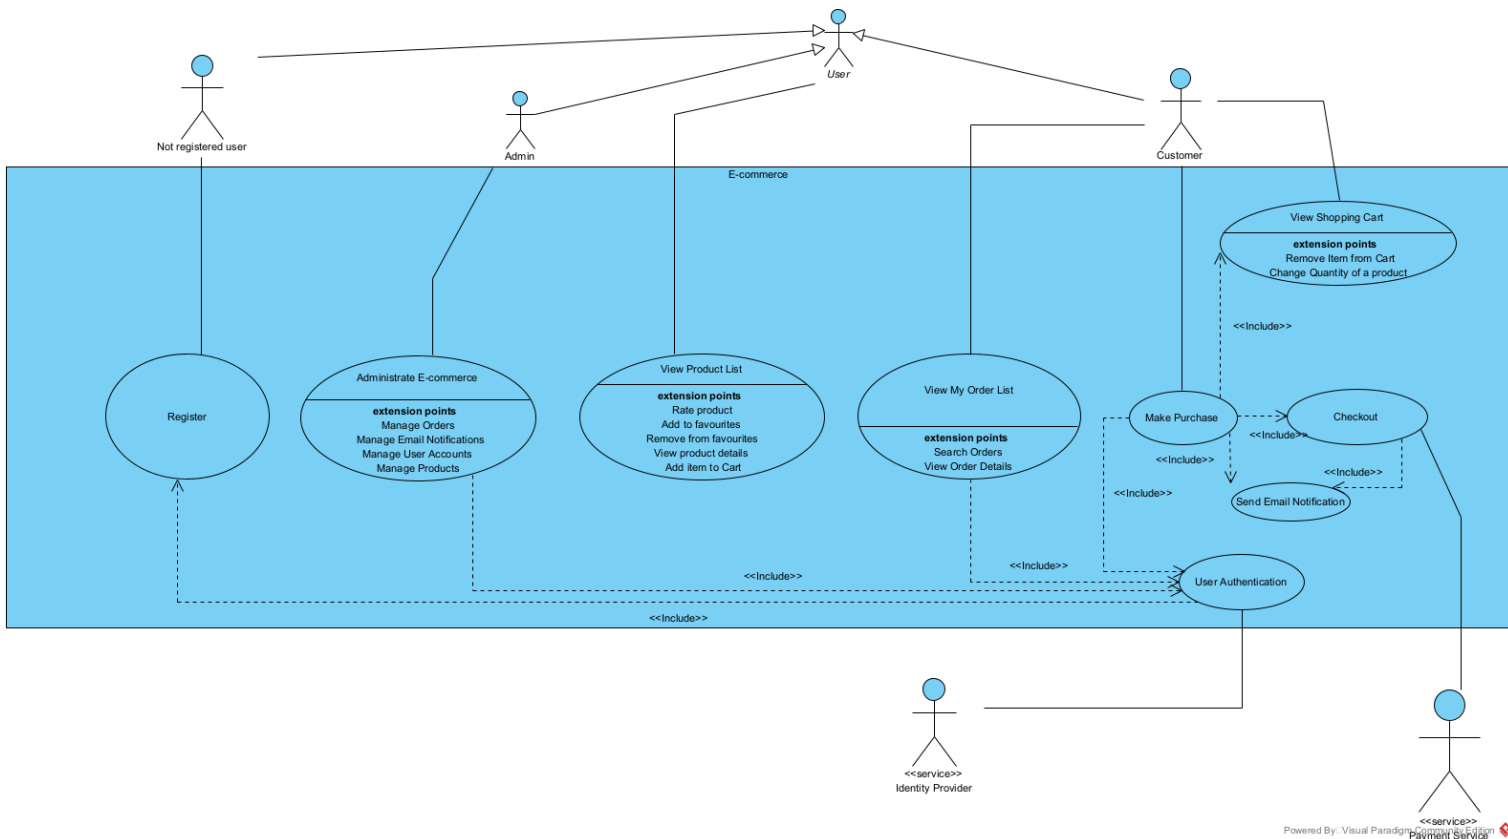 User
Not registered user
Admin
Customer
E-commerce
View Shopping Cart
extension points
Remove Item from Cart
Change Quantity of a product
<<Include>>
Register
Administrate E-commerce
extension points
Manage Orders
Manage Email Notifications
Manage User Accounts
Manage Products
View Product List
extension points
Rate product
Add to favourites
Remove from favourites
View product details
Add item to Cart
View My Order List
extension points
Search Orders
View Order Details
Make Purchase
Checkout
<<Include>>
<<Include>>
<<Include>>
<<Include>>
Send Email Notification
<<Include>>
<<Include>>
User Authentication
<<Include>>
<<service>>
Identity Provider
<<service>>
Payment Service
Powered By Visual Paradigm Community Edition